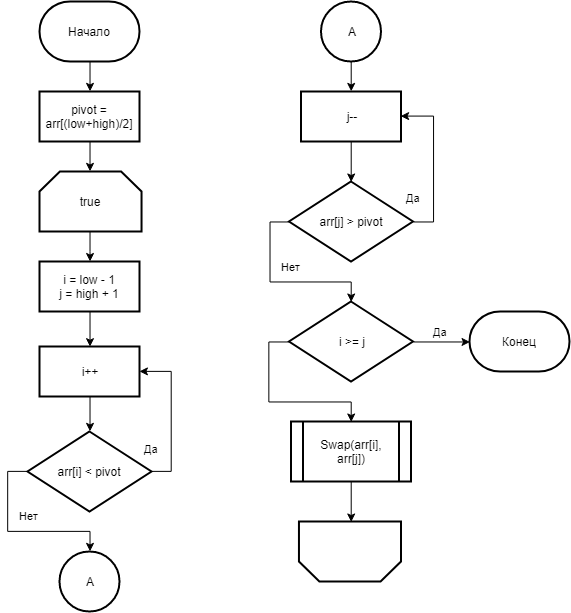 Начало
pivot =
arr[(low+high)/2]
true
i = low - 1
j = high + 1
i++
arr[i] < pivot
Да
Нет
A
A
j--
arr[j] > pivot
Да
Нет
i >= j
Да
Конец
Swap(arr[i],
arr[j])